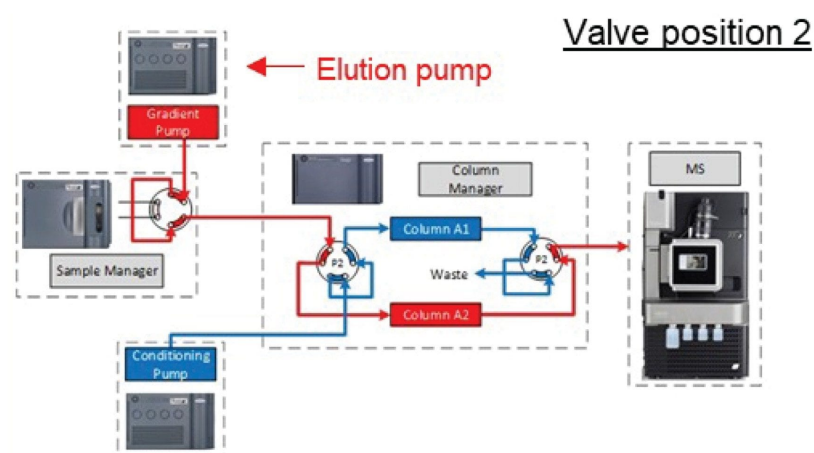 Valve position 2
Elution pump
Gradient
Pump
Column
Manager
MS
Column A1
Sample Manager
P2
P2
Waste
Column A2
Conditioning
Pump